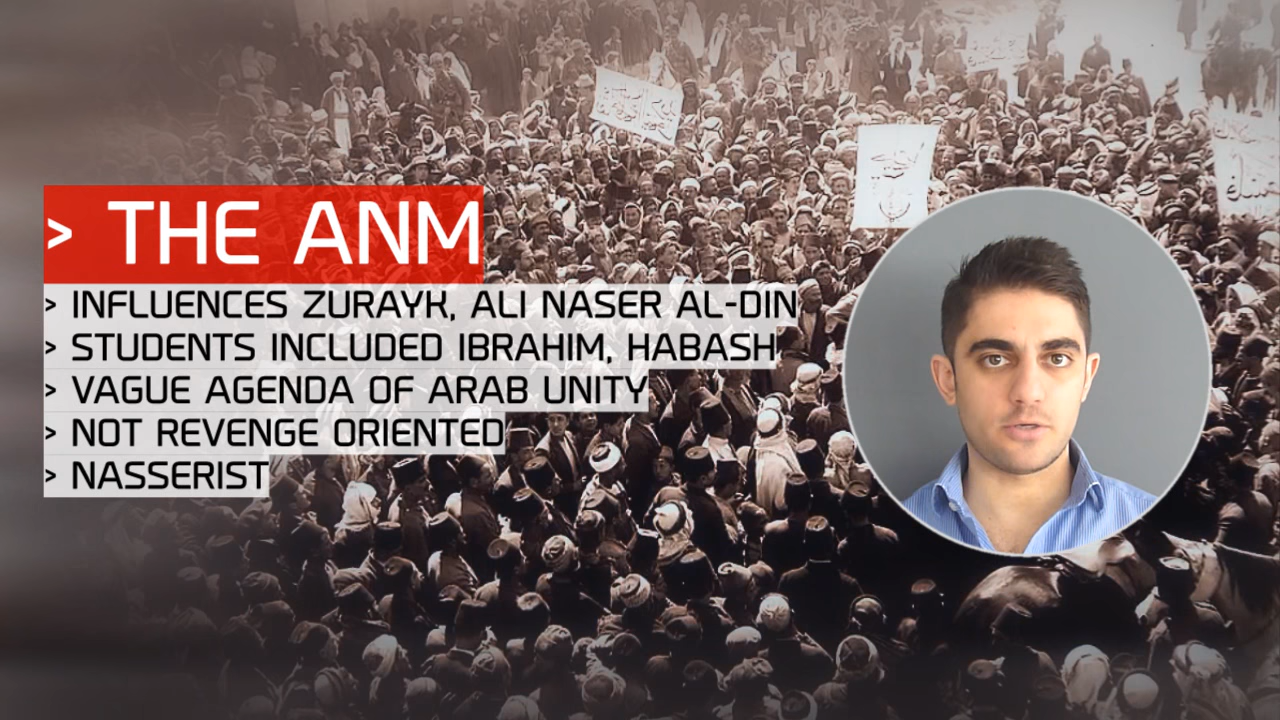 > THE ANM
> INFLUENCES ZURAYK, ALI NASER AL-DIN
> STUDENTS INCLUDED IBRAHIM, HABASH
> VAGUE AGENDA OF ARAB UNITY
> NOT REVENGE ORIENTED
> NASSERIST